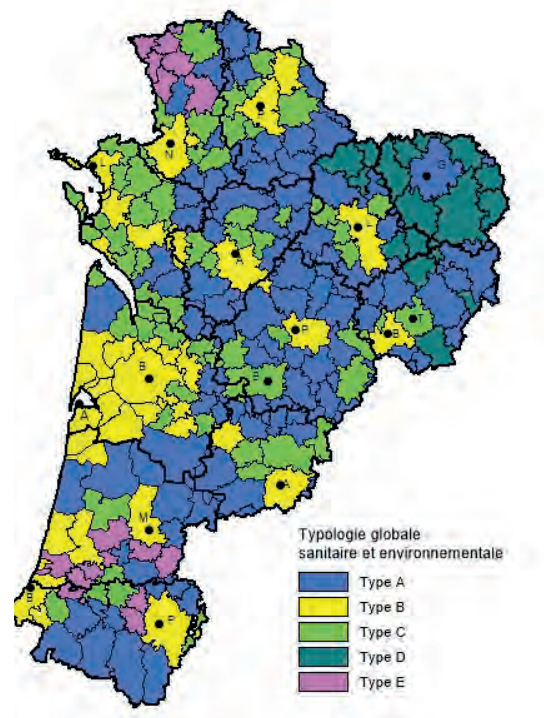 P
N
L
G
L
A
P
B
B
B
A
A
M
B
P
Typologie globale
sanitaire et environnementale
Type A
Type B
Type C
Type D
Type E